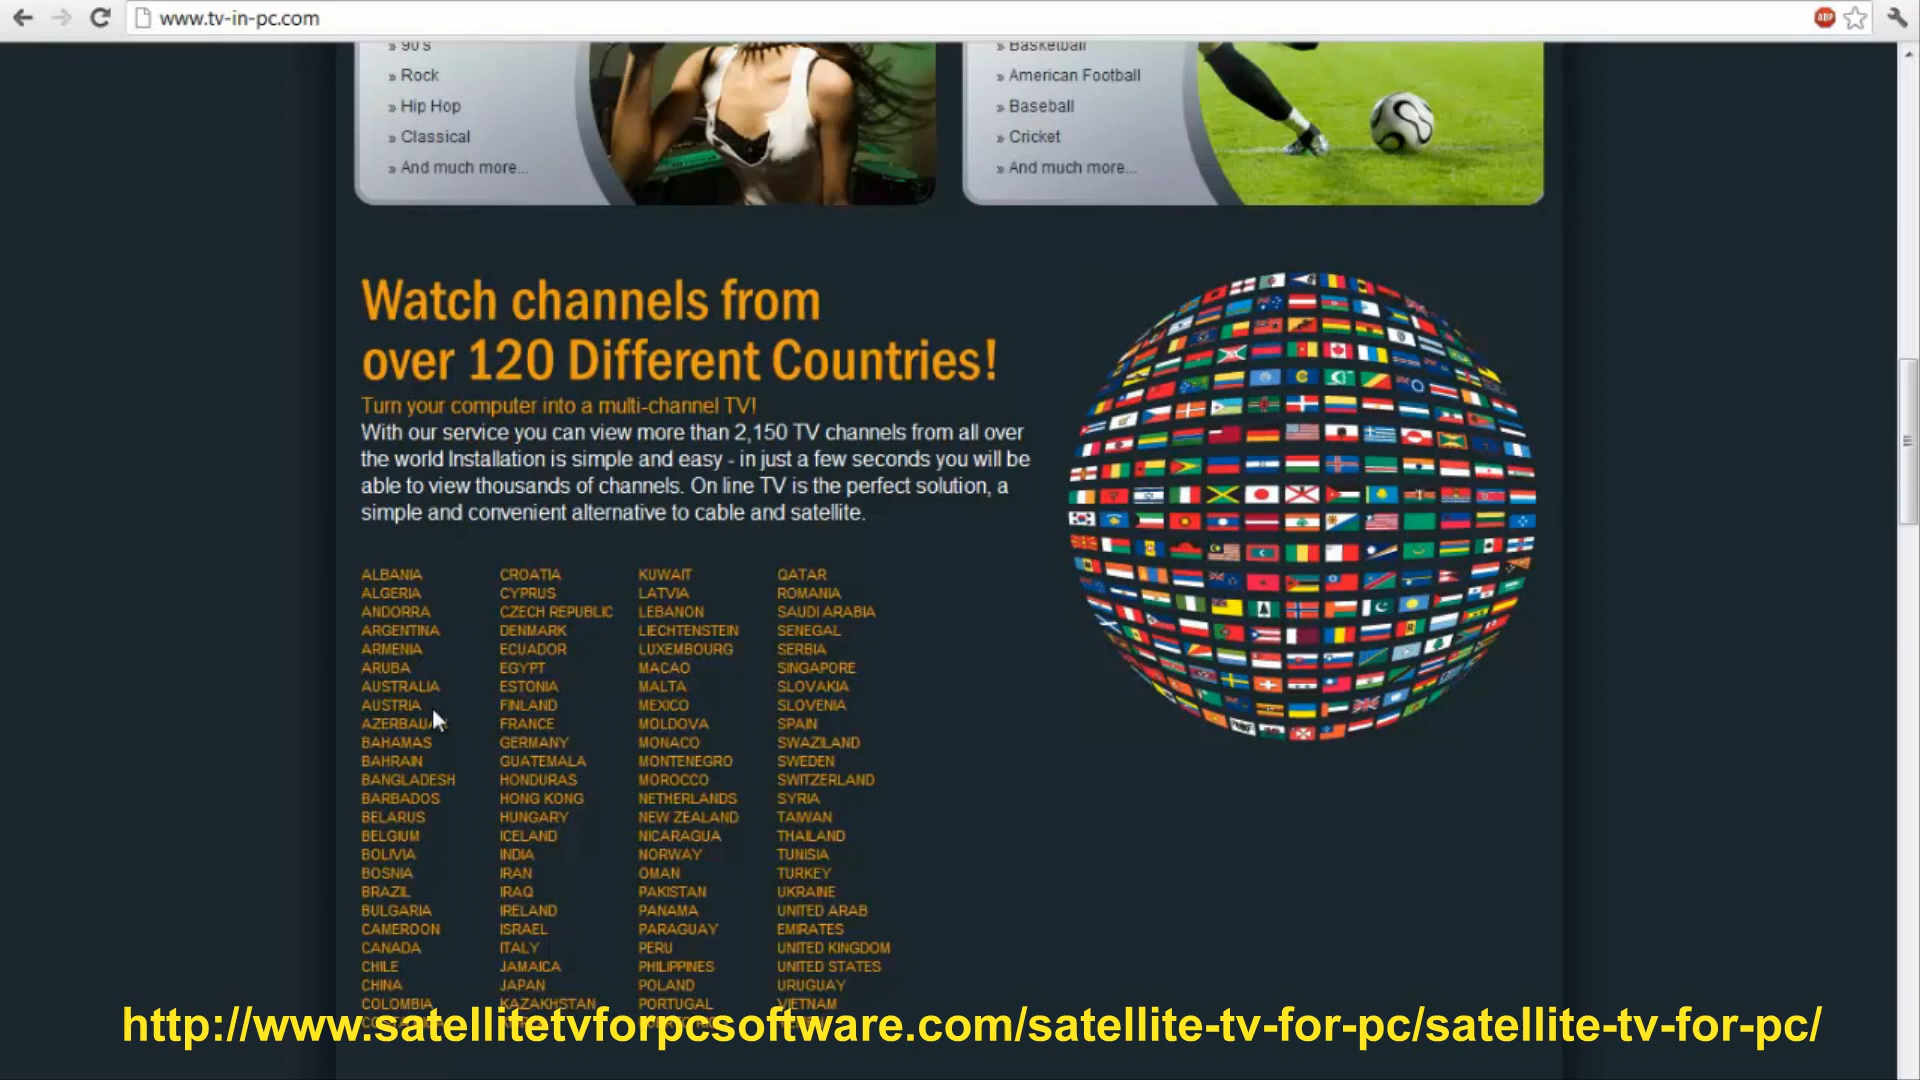 www.tv-in-pc.com
ABP
» 90's
» Rock
» Hip Hop
» Classical
» And much more...
» Basketball
» American Football
» Baseball
» Cricket
» And much more...
Watch channels from
over 120 Different Countries!
Turn your computer into a multi-channel TV!
With our service you can view more than 2,150 TV channels from all over
the world Installation is simple and easy - in just a few seconds you will be
able to view thousands of channels. On line TV is the perfect solution, a
simple and convenient alternative to cable and satellite.
ALBANIA
ALGERIA
ANDORRA
ARGENTINA
ARMENIA
ARUBA
AUSTRALIA
AUSTRIA
AZERBAIJAN
BAHAMAS
BAHRAIN
BANGLADESH
BARBADOS
BELARUS
BELGIUM
BOLIVIA
BOSNIA
BRAZIL
BULGARIA
CAMEROON
CANADA
CHILE
CHINA
COLOMBIA
CROATIA
CYPRUS
CZECH REPUBLIC
DENMARK
ECUADOR
EGYPT
ESTONIA
FINLAND
FRANCE
GERMANY
GUATEMALA
HONDURAS
HONG KONG
HUNGARY
ICELAND
INDIA
IRAN
IRAQ
IRELAND
ISRAEL
ITALY
JAMAICA
JAPAN
KAZAKHSTAN
KUWAIT
LATVIA
LEBANON
LIECHTENSTEIN
LUXEMBOURG
MACAO
MALTA
MEXICO
MOLDOVA
MONACO
MONTENEGRO
MOROCCO
NETHERLANDS
NEW ZEALAND
NICARAGUA
NORWAY
OMAN
PAKISTAN
PANAMA
PARAGUAY
PERU
PHILIPPINES
POLAND
PORTUGAL
QATAR
ROMANIA
SAUDI ARABIA
SENEGAL
SERBIA
SINGAPORE
SLOVAKIA
SLOVENIA
SPAIN
SWAZILAND
SWEDEN
SWITZERLAND
SYRIA
TAIWAN
THAILAND
TUNISIA
TURKEY
UKRAINE
UNITED ARAB
EMIRATES
UNITED KINGDOM
UNITED STATES
URUGUAY
VIETNAM
http://www.satellitetvforpcsoftware.com/satellite-tv-for-pc/satellite-tv-for-pc/